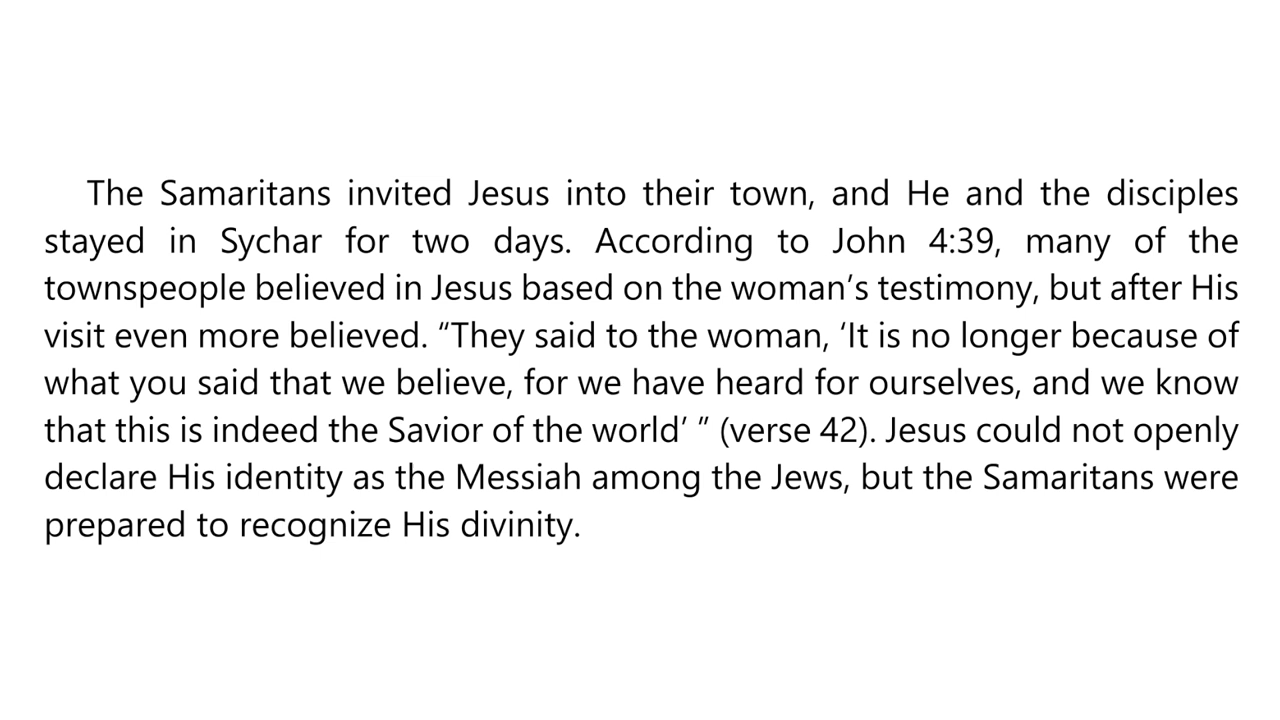 The Samaritans invited Jesus into their town, and He and the disciples
stayed in Sychar for two days. According to John 4:39, many of the
townspeople believed in Jesus based on the woman’s testimony, but after His
visit even more believed. “They said to the woman, ‘It is no longer because of
what you said that we believe, for we have heard for ourselves, and we know
that this is indeed the Savior of the world’ ” (verse 42). Jesus could not openly
declare His identity as the Messiah among the Jews, but the Samaritans were
prepared to recognize His divinity.